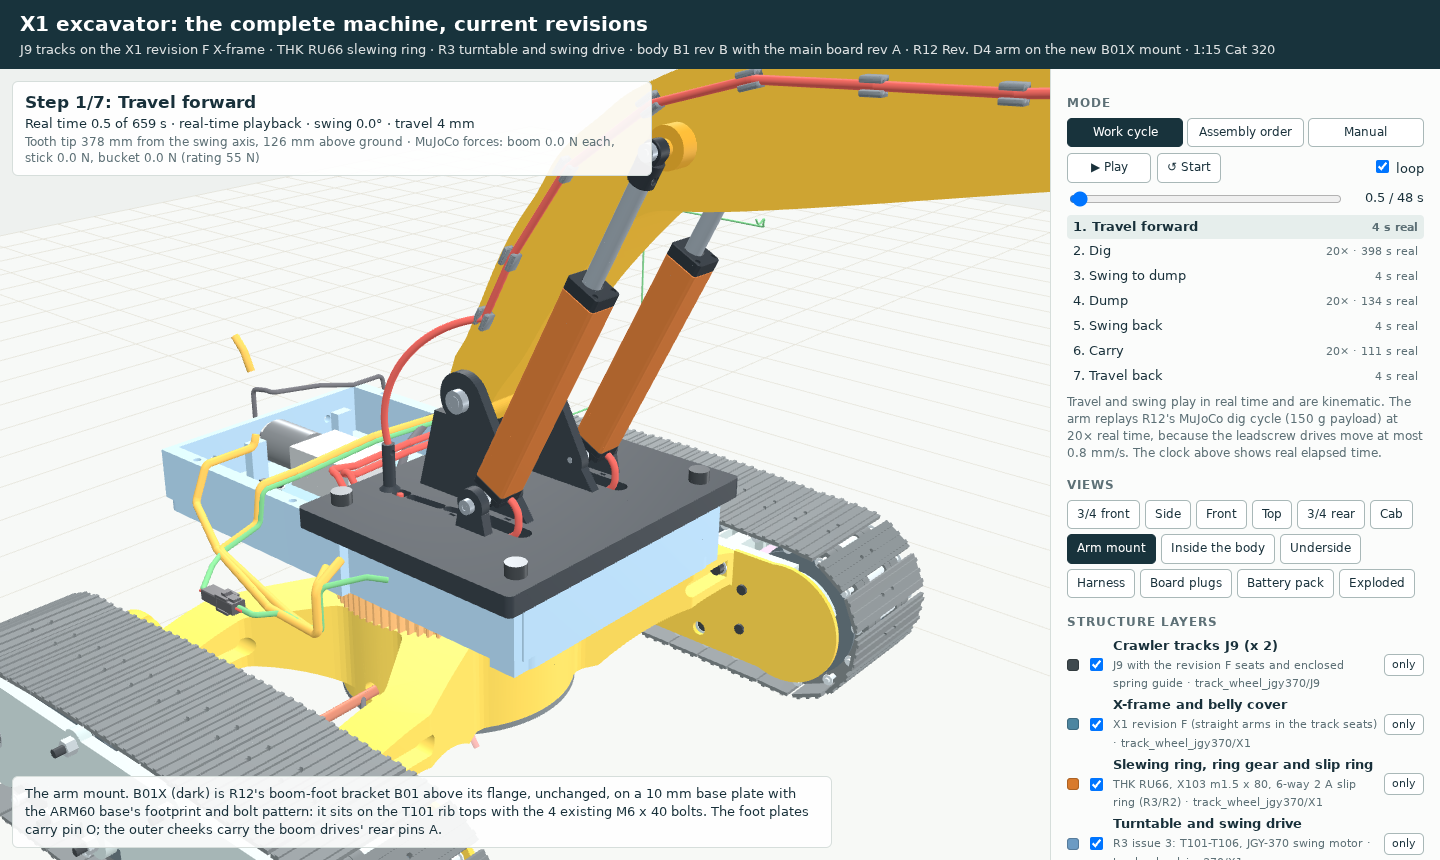 X1 excavator: the complete machine, current revisions
J9 tracks on the X1 revision F X-frame · THK RU66 slewing ring · R3 turntable and swing drive · body B1 rev B with the main board rev A · R12 Rev. D4 arm on the new B01X mount · 1:15 Cat 320
Step 1/7: Travel forward
Real time 0.5 of 659 s · real-time playback · swing 0.0° · travel 4 mm
Tooth tip 378 mm from the swing axis, 126 mm above ground · MuJoCo forces: boom 0.0 N each,
stick 0.0 N, bucket 0.0 N (rating 55 N)
The arm mount. B01X (dark) is R12's boom-foot bracket B01 above its flange, unchanged, on a 10 mm base plate with
the ARM60 base's footprint and bolt pattern: it sits on the T101 rib tops with the 4 existing M6 x 40 bolts. The foot plates
carry pin O; the outer cheeks carry the boom drives' rear pins A.
MODE
Work cycle
Assembly order
Manual
▶ Play
↺ Start
loop
0.5 / 48 s
1. Travel forward 4 s real
2. Dig 20× · 398 s real
3. Swing to dump 4 s real
4. Dump 20× · 134 s real
5. Swing back 4 s real
6. Carry 20× · 111 s real
7. Travel back 4 s real
Travel and swing play in real time and are kinematic. The
arm replays R12's MuJoCo dig cycle (150 g payload) at
20× real time, because the leadscrew drives move at most
0.8 mm/s. The clock above shows real elapsed time.
VIEWS
3/4 front
Side
Front
Top
3/4 rear
Cab
Arm mount
Inside the body
Underside
Harness
Board plugs
Battery pack
Exploded
STRUCTURE LAYERS
Crawler tracks J9 (x 2)
J9 with the revision F seats and enclosed
spring guide · track_wheel_jgy370/J9
only
X-frame and belly cover
X1 revision F (straight arms in the track seats)
· track_wheel_jgy370/X1
only
Slewing ring, ring gear and slip ring
THK RU66, X103 m1.5 x 80, 6-way 2 A slip
ring (R3/R2) · track_wheel_jgy370/X1
only
Turntable and swing drive
R3 issue 3: T101-T106, JGY-370 swing motor ·
only